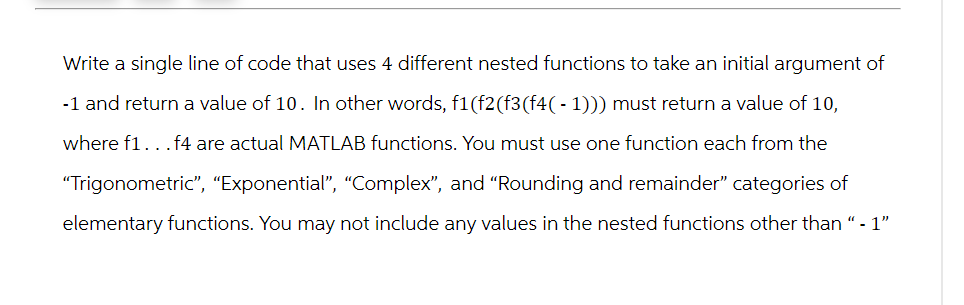 Write a single line of code that uses 4 different nested functions to take an initial argument of
-1 and return a value of 10. In other words, f1(f2(f3(f4( - 1))) must return a value of 10,
where f1. . . f4 are actual MATLAB functions. You must use one function each from the
“Trigonometric”, “Exponential”, “Complex”, and “Rounding and remainder” categories of
elementary functions. You may not include any values in the nested functions other than “ - 1”